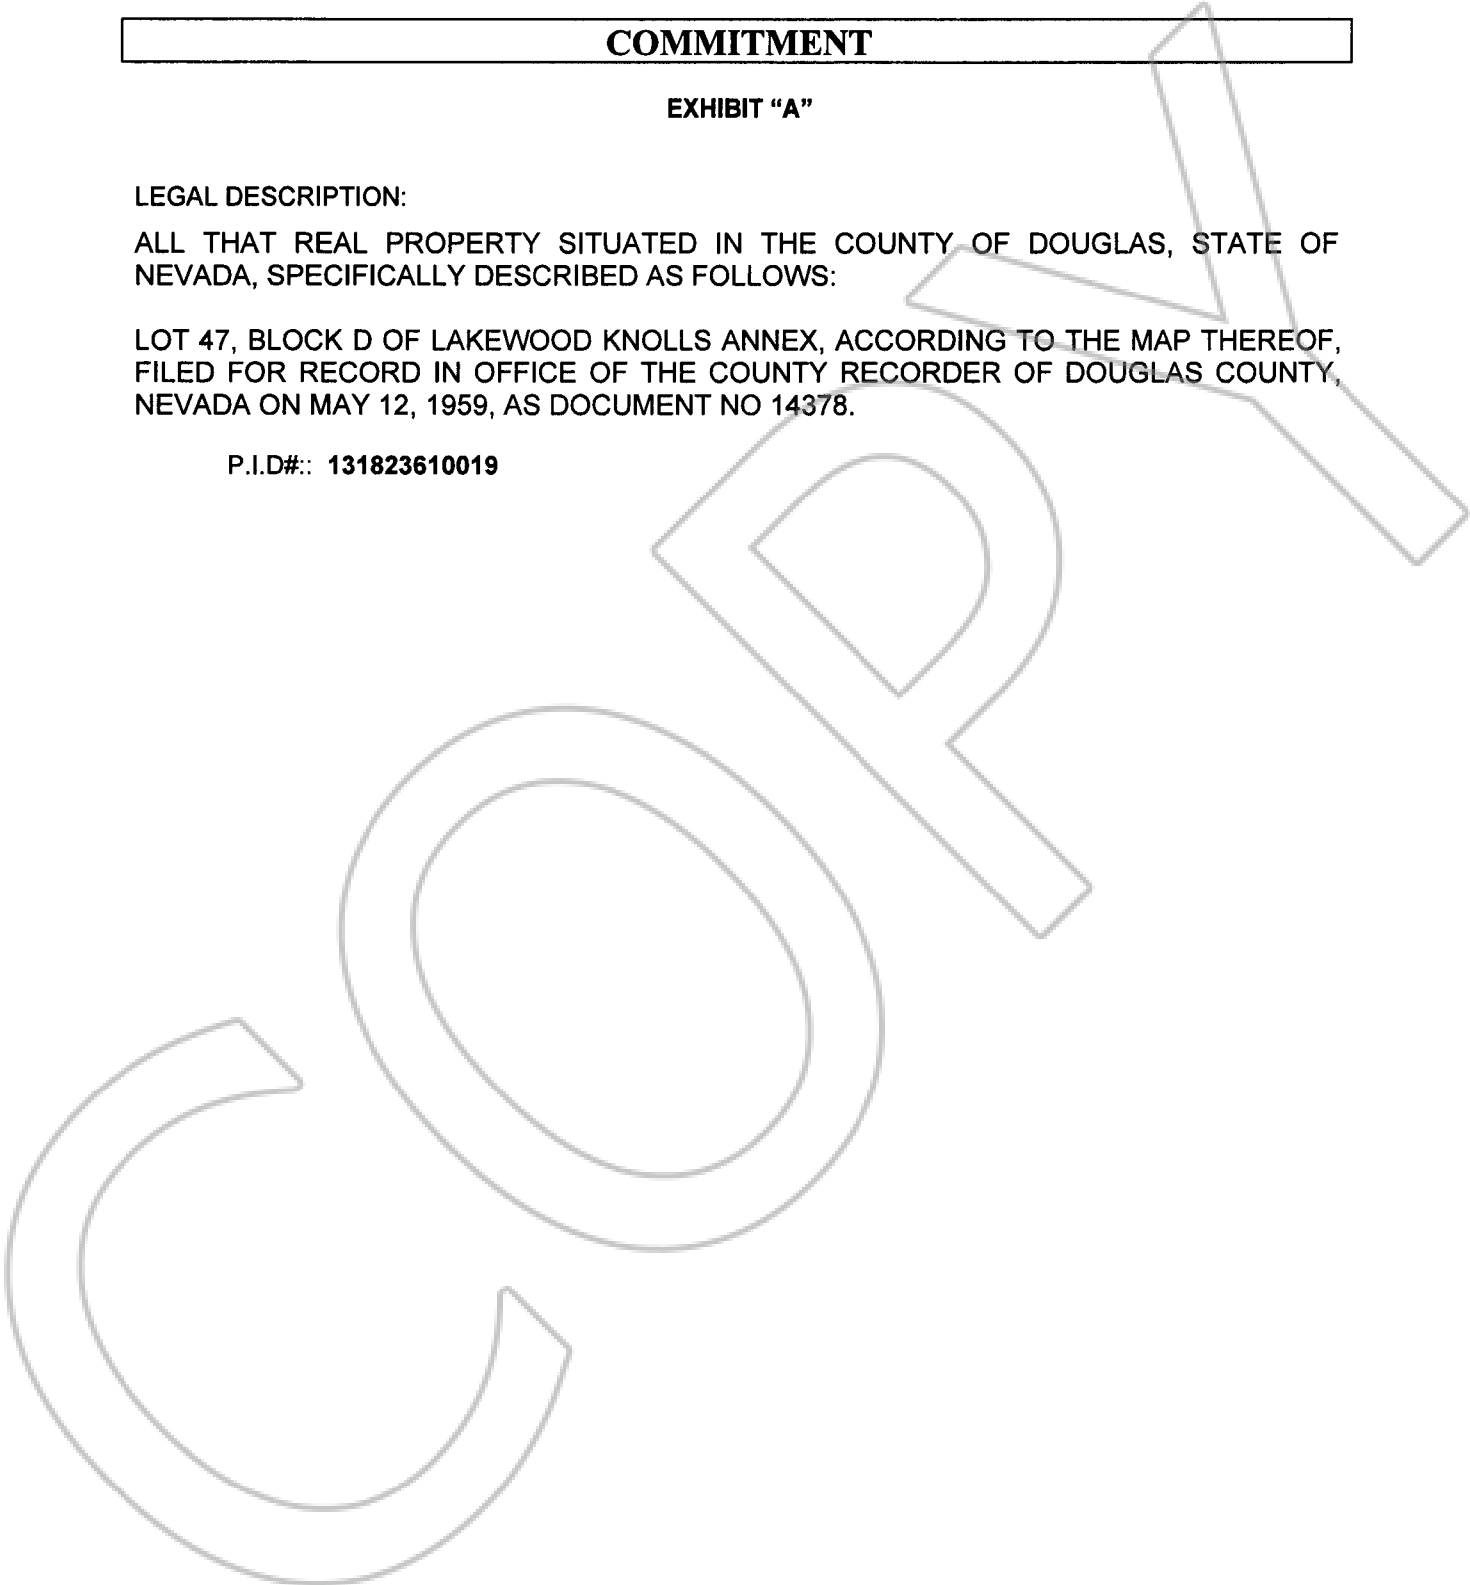 COMMITMENT
EXHIBIT “A”
LEGAL DESCRIPTION:
ALL THAT REAL PROPERTY SITUATED IN THE COUNTY OF DOUGLAS, STATE OF
NEVADA, SPECIFICALLY DESCRIBED AS FOLLOWS:
LOT 47, BLOCK D OF LAKEWOOD KNOLLS ANNEX, ACCORDING TO THE MAP THEREOF,
FILED FOR RECORD IN OFFICE OF THE COUNTY RECORDER OF DOUGLAS COUNTY,
NEVADA ON MAY 12, 1959, AS DOCUMENT NO 14378.
P.I.D#:: 131823610019
COPY